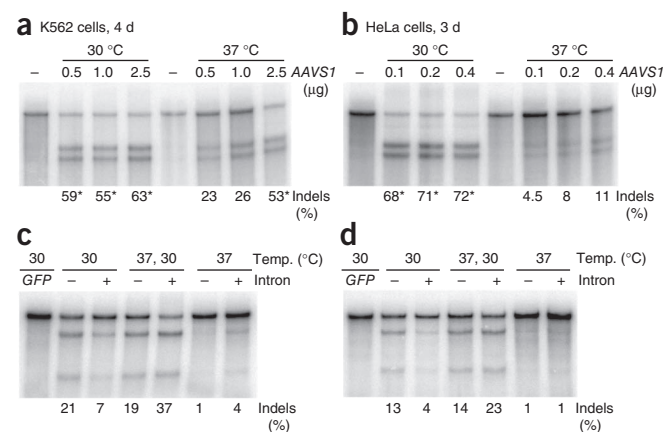 a K562 cells, 4 d
30 °C 37 °C
– 0.5 1.0 2.5 – 0.5 1.0 2.5 AAVS1
(µg)
59* 55* 63* 23 26 53* Indels
(%)
b HeLa cells, 3 d
30 °C 37 °C
– 0.1 0.2 0.4 – 0.1 0.2 0.4 AAVS1
(µg)
68* 71* 72* 4.5 8 11 Indels
(%)
c
30 30 37, 30 37 Temp. (°C)
GFP – + – + – + Intron
21 7 19 37 1 4 Indels
(%)
d
30 30 37, 30 37 Temp. (°C)
GFP – + – + – + Intron
13 4 14 23 1 1 Indels
(%)